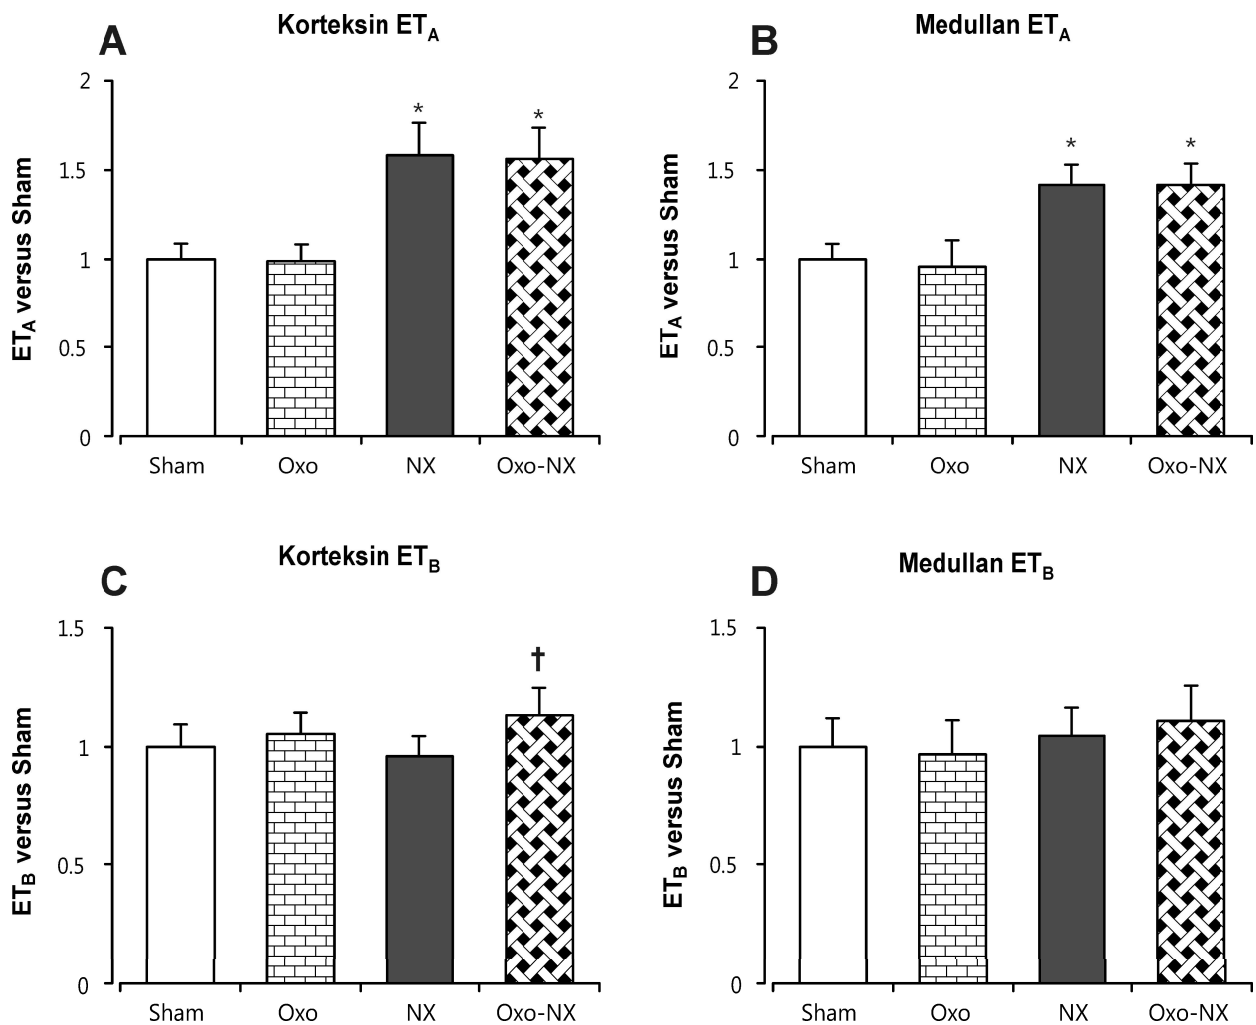 A
Korteksin ETA
2
1.5
1
0.5
0
ETA versus Sham
*
*
Sham Oxo NX Oxo-NX
B
Medullan ETA
2
1.5
1
0.5
0
ETA versus Sham
*
*
Sham Oxo NX Oxo-NX
C
Korteksin ETB
1.5
1
0.5
0
ETB versus Sham
†
Sham Oxo NX Oxo-NX
D
Medullan ETB
1.5
1
0.5
0
ETB versus Sham
Sham Oxo NX Oxo-NX